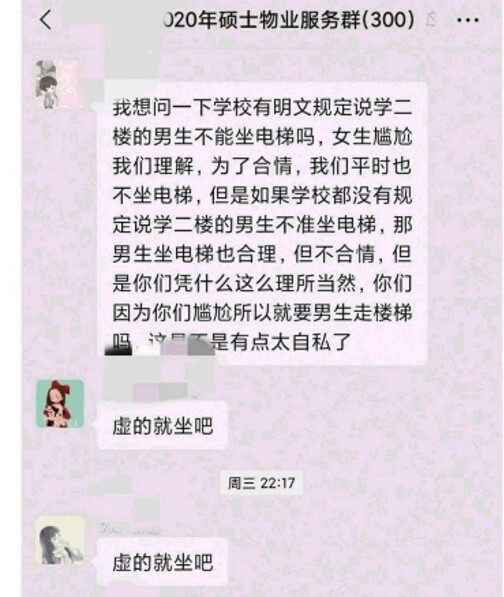 020年硕士物业服务群(300)
我想问一下学校有明文规定说学二
楼的男生不能坐电梯吗，女生尴尬
我们理解，为了合情，我们平时也
不坐电梯，但是如果学校都没有规
定说学二楼的男生不准坐电梯，那
男生坐电梯也合理，但不合情，但
是你们凭什么这么理所当然，你们
因为你们尴尬所以就要男生走楼梯
吗，这是不是有点太自私了
虚的就坐吧
周三 22:17
虚的就坐吧